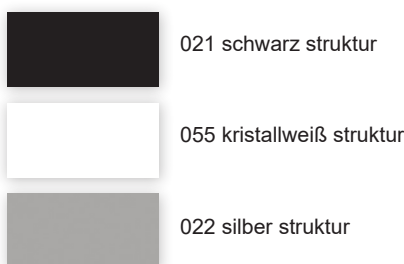 021 schwarz struktur
055 kristallweiß struktur
022 silber struktur